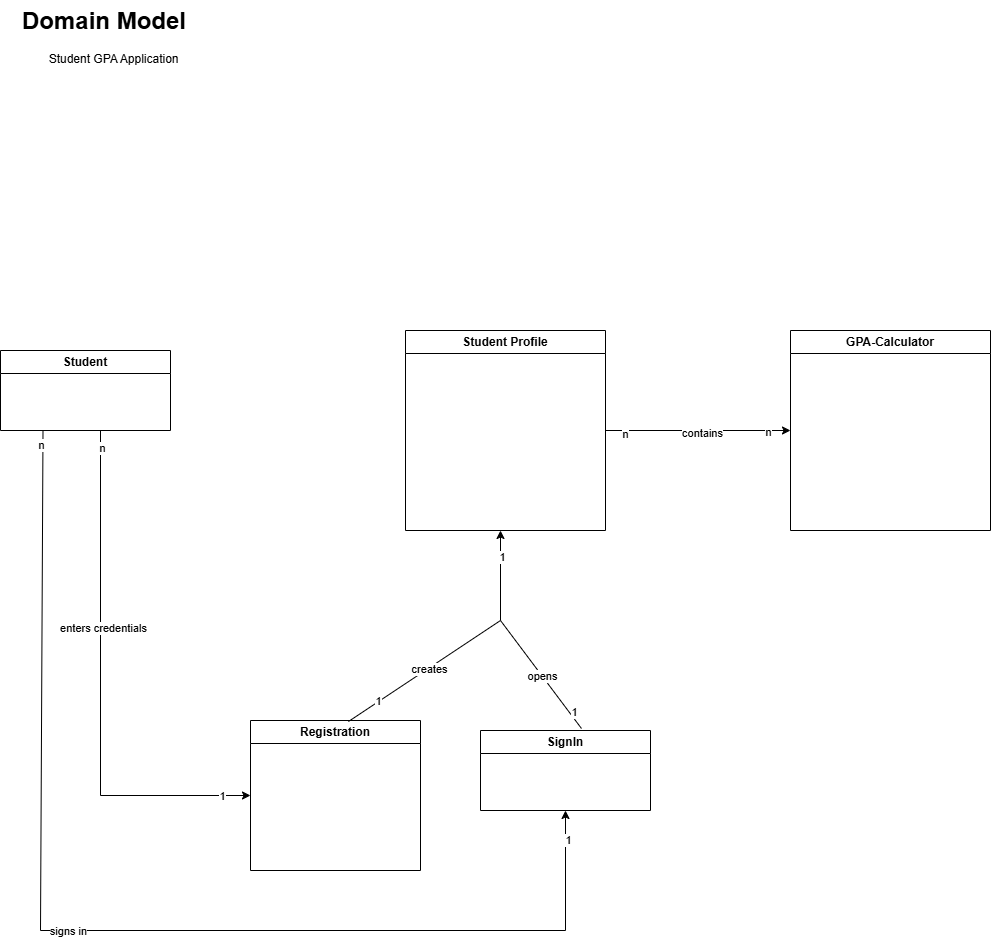 Domain Model
Student GPA Application
Student Profile
GPA-Calculator
Student
n
contains
n
n
n
1
enters credentials
creates
opens
1
1
Registration
SignIn
1
1
signs in